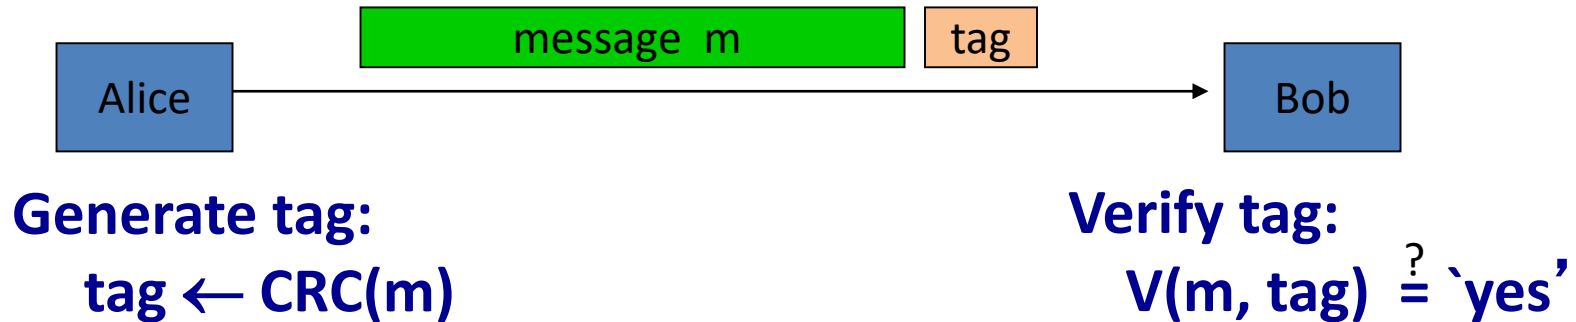 message m
tag
Alice
Bob
Generate tag:
tag ← CRC(m)
Verify tag:
V(m, tag) ≟ `yes’